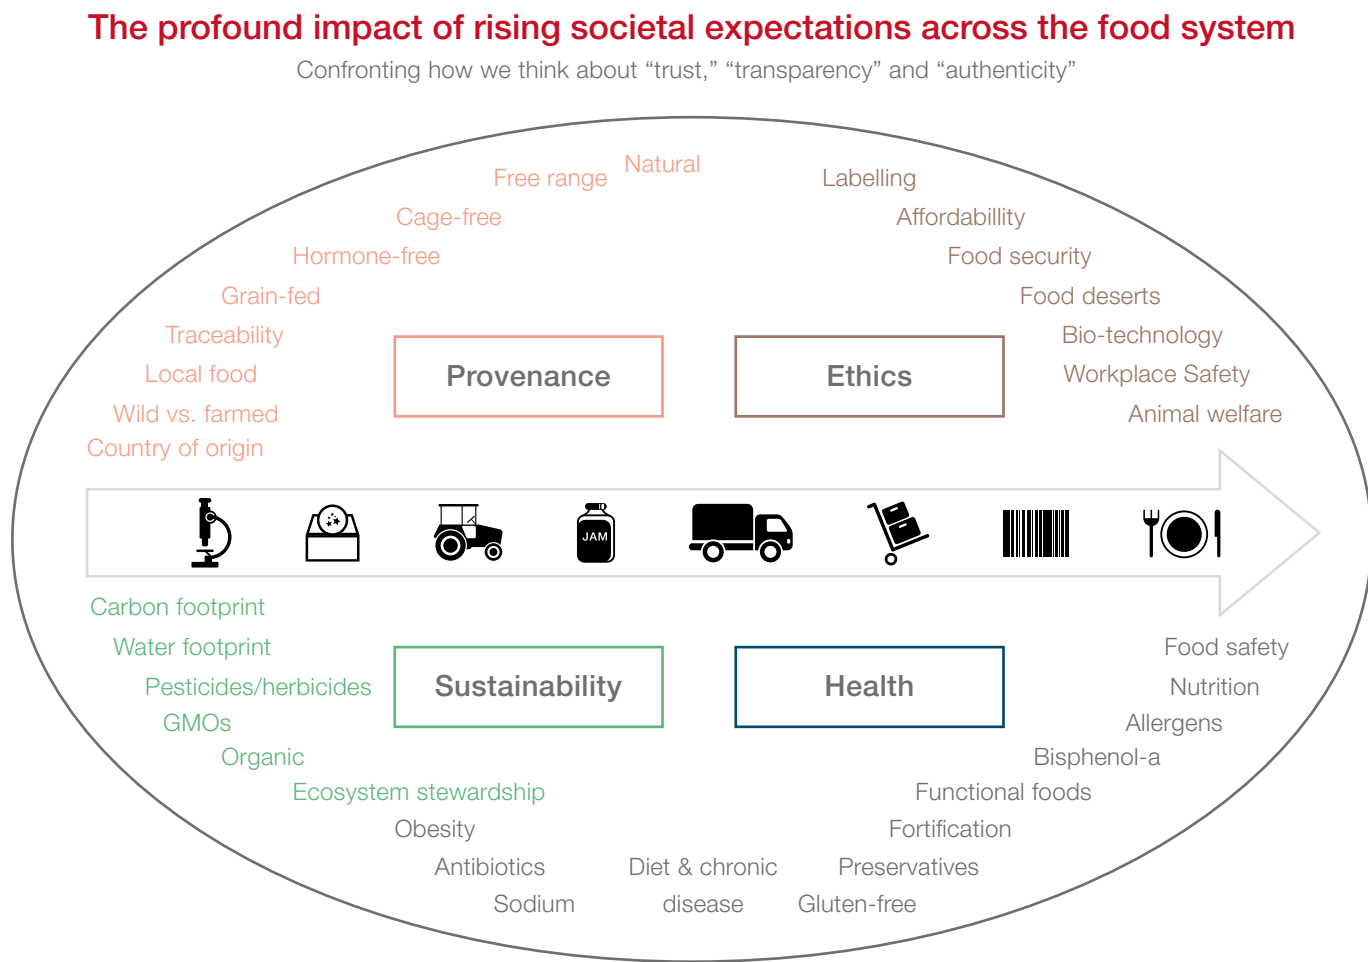 The profound impact of rising societal expectations across the food system
Confronting how we think about “trust,” “transparency” and “authenticity”
Natural
Free range
Cage-free
Hormone-free
Grain-fed
Traceability
Local food
Wild vs. farmed
Country of origin
Labelling
Affordabillity
Food security
Food deserts
Bio-technology
Workplace Safety
Animal welfare
Provenance
Ethics
JAM
Carbon footprint
Water footprint
Pesticides/herbicides
GMOs
Organic
Ecosystem stewardship
Sustainability
Health
Food safety
Nutrition
Allergens
Bisphenol-a
Functional foods
Fortification
Preservatives
Gluten-free
Diet & chronic
disease
Obesity
Antibiotics
Sodium